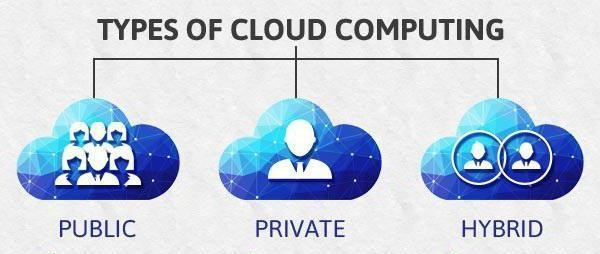 TYPES OF CLOUD COMPUTING
PUBLIC
PRIVATE
HYBRID